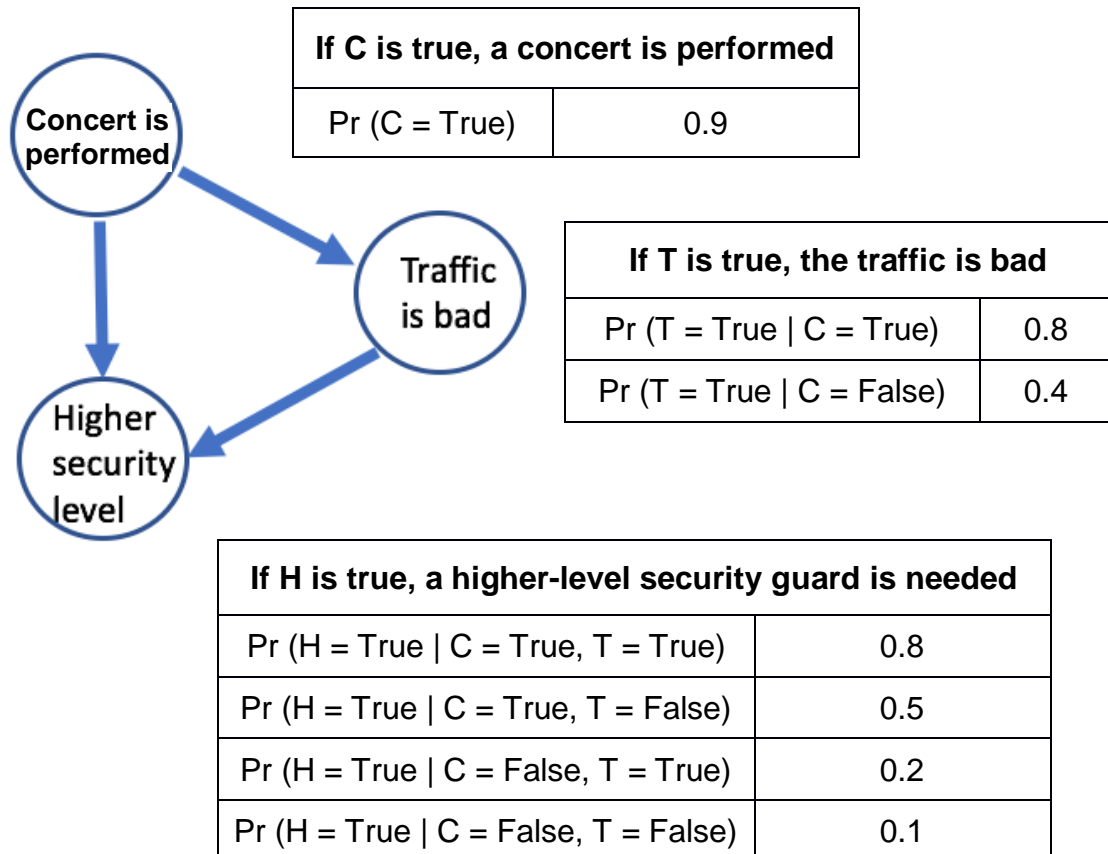 If C is true, a concert is performed
Pr (C = True) 0.9
Concert is
performed
Traffic
is bad
If T is true, the traffic is bad
Pr (T = True | C = True) 0.8
Pr (T = True | C = False) 0.4
Higher
security
level
If H is true, a higher-level security guard is needed
Pr (H = True | C = True, T = True) 0.8
Pr (H = True | C = True, T = False) 0.5
Pr (H = True | C = False, T = True) 0.2
Pr (H = True | C = False, T = False) 0.1